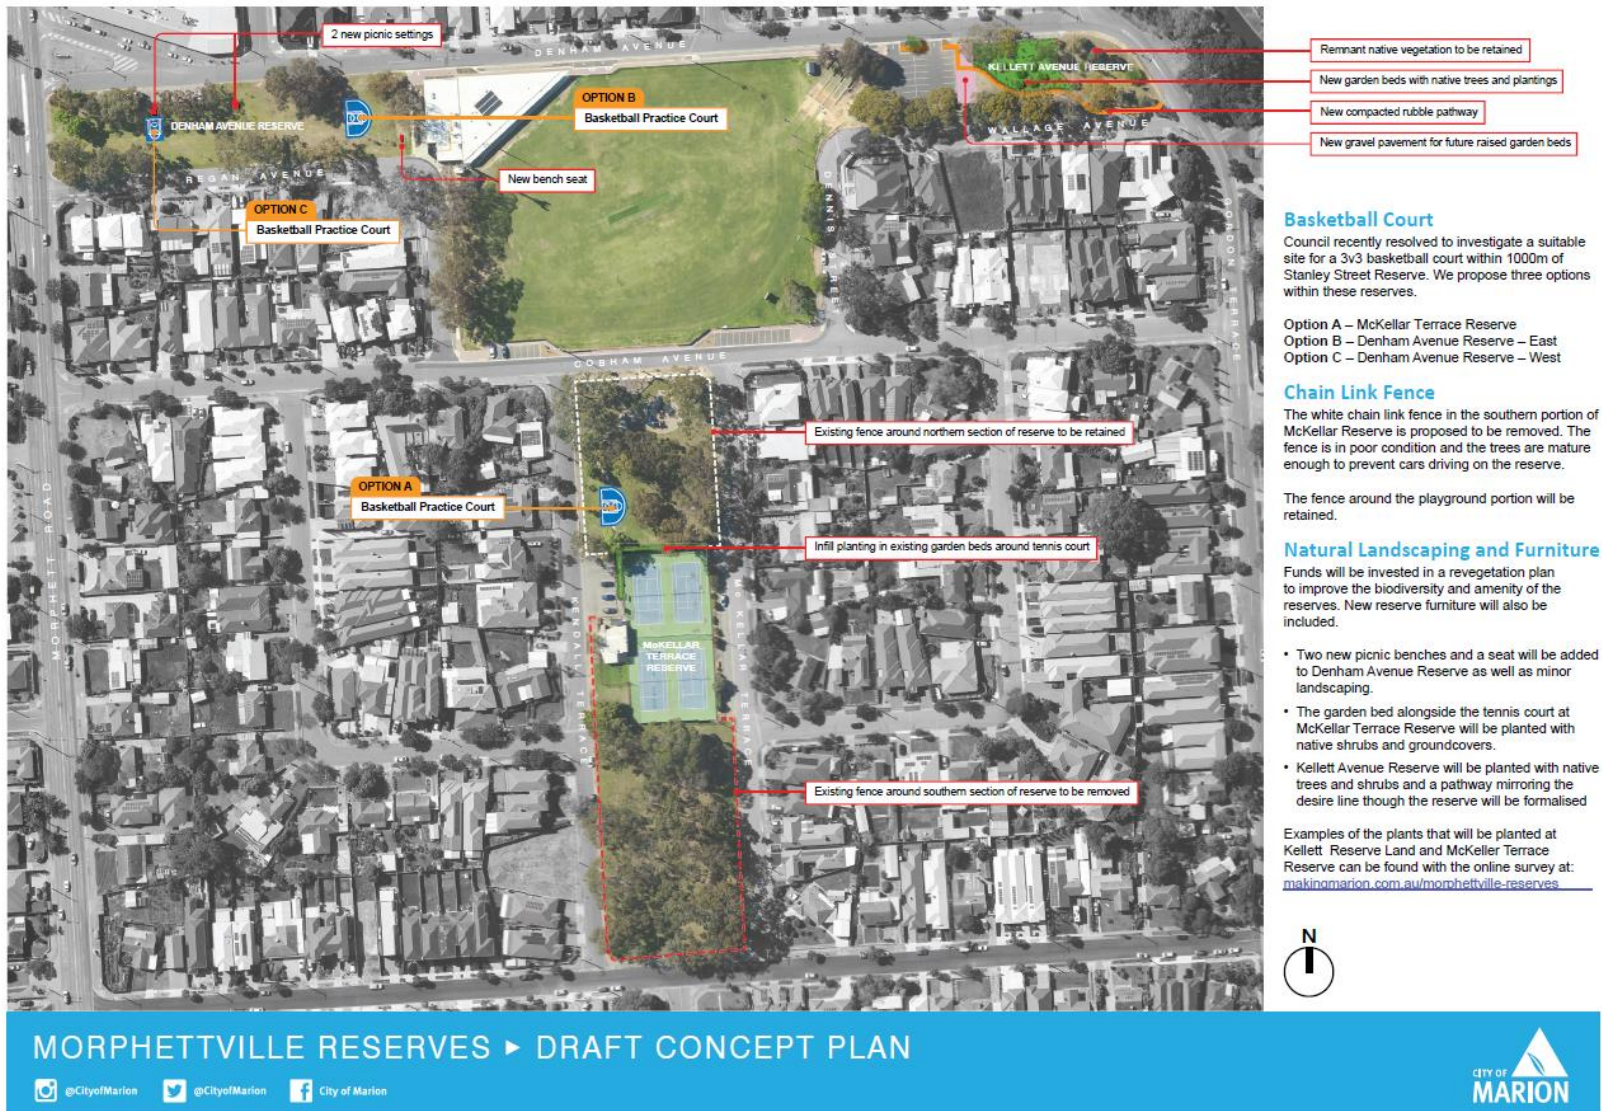 2 new picnic settings
DENHAM AVENUE
OPTION B
Basketball Practice Court
DENHAM AVENUE RESERVE
REGAN AVENUE
New bench seat
OPTION C
Basketball Practice Court
KELLETT AVENUE RESERVE
WALLAGE AVENUE
Remnant native vegetation to be retained
New garden beds with native trees and plantings
New compacted rubble pathway
New gravel pavement for future raised garden beds
DENNIS STREET
GORDON TERRACE
COBHAM AVENUE
Existing fence around northern section of reserve to be retained
OPTION A
Basketball Practice Court
Infill planting in existing garden beds around tennis court
MORPHETT ROAD
KENDALL TERRACE
McKELLAR TERRACE
McKELLAR
TERRACE
RESERVE
Existing fence around southern section of reserve to be removed
Basketball Court
Council recently resolved to investigate a suitable
site for a 3v3 basketball court within 1000m of
Stanley Street Reserve. We propose three options
within these reserves.
Option A – McKellar Terrace Reserve
Option B – Denham Avenue Reserve – East
Option C – Denham Avenue Reserve – West
Chain Link Fence
The white chain link fence in the southern portion of
McKellar Reserve is proposed to be removed. The
fence is in poor condition and the trees are mature
enough to prevent cars driving on the reserve.
The fence around the playground portion will be
retained.
Natural Landscaping and Furniture
Funds will be invested in a revegetation plan
to improve the biodiversity and amenity of the
reserves. New reserve furniture will also be
included.
• Two new picnic benches and a seat will be added
to Denham Avenue Reserve as well as minor
landscaping.
• The garden bed alongside the tennis court at
McKellar Terrace Reserve will be planted with
native shrubs and groundcovers.
• Kellett Avenue Reserve will be planted with native
trees and shrubs and a pathway mirroring the
desire line though the reserve will be formalised
Examples of the plants that will be planted at
Kellett Reserve Land and McKeller Terrace
Reserve can be found with the online survey at:
makingmarion.com.au/morphettville-reserves
N
MORPHETTVILLE RESERVES ► DRAFT CONCEPT PLAN
@CityofMarion
@CityofMarion
City of Marion
CITY OF
MARION